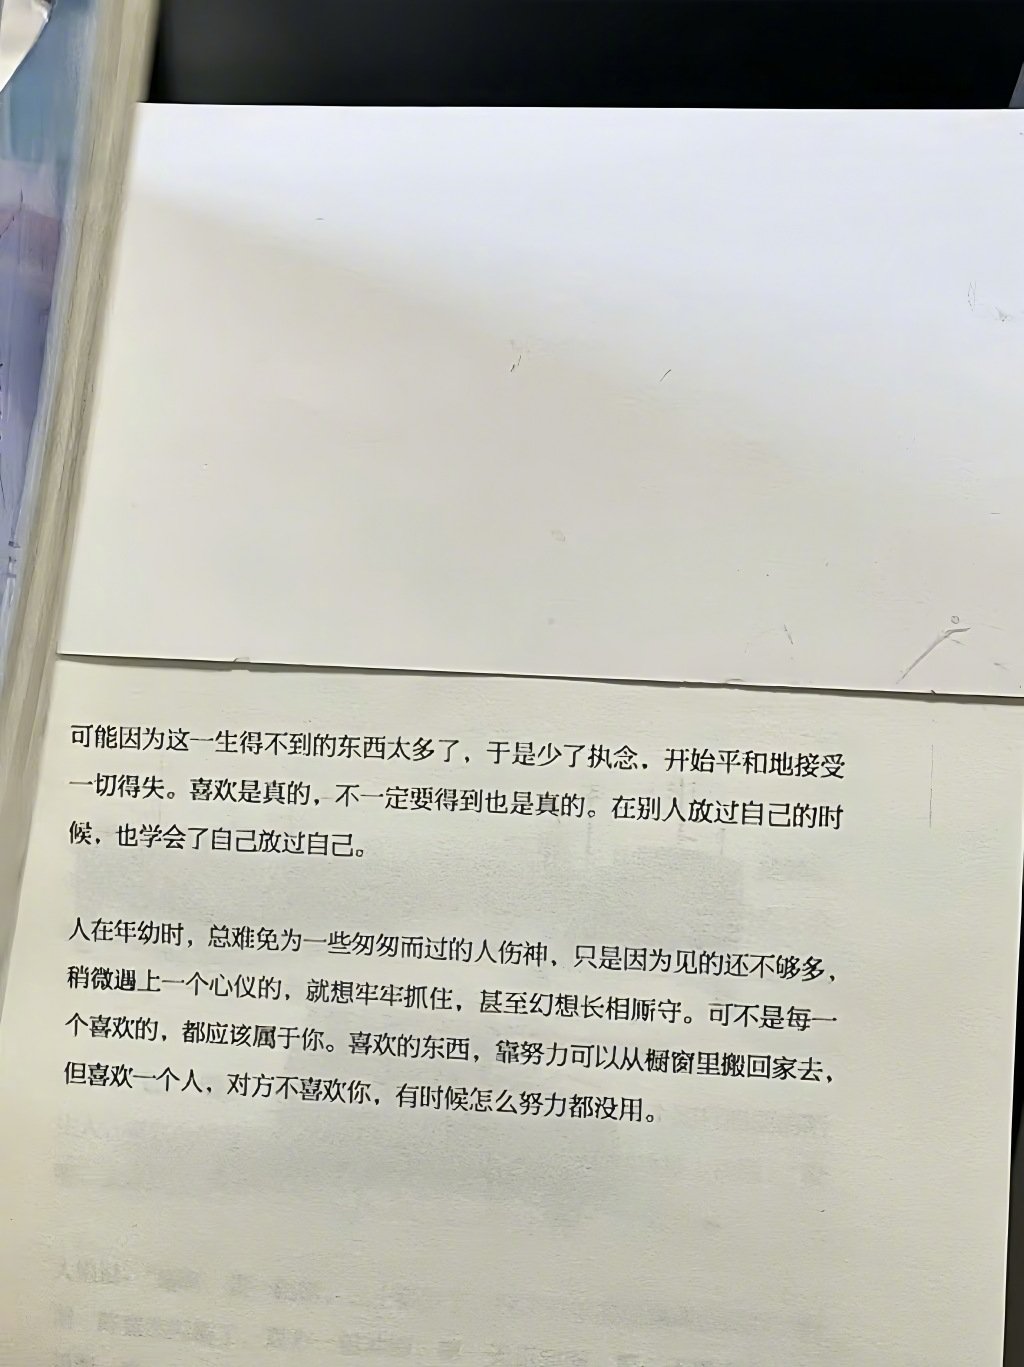 可能因为这一生得不到的东西太多了，于是少了执念，开始平和地接受
一切得失。喜欢是真的，不一定要得到也是真的。在别人放过自己的时
候，也学会了自己放过自己。
人在年幼时，总难免为一些匆匆而过的人伤神，只是因为见的还不够多，
稍微遇上一个心仪的，就想牢牢抓住，甚至幻想长相厮守。可不是每一
个喜欢的，都应该属于你。喜欢的东西，靠努力可以从橱窗里搬回家去，
但喜欢一个人，对方不喜欢你，有时候怎么努力都没用。